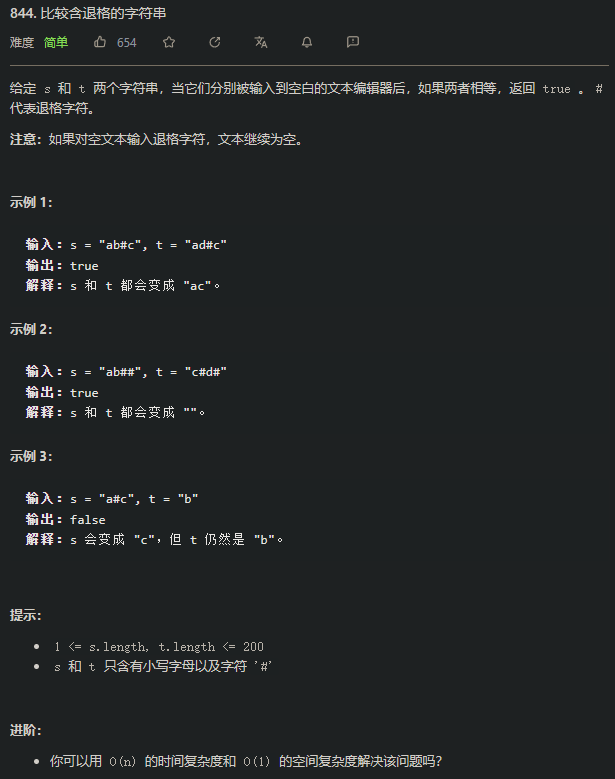 844. 比较含退格的字符串
难度 简单 654
给定 s 和 t 两个字符串，当它们分别被输入到空白的文本编辑器后，如果两者相等，返回 true 。 #
代表退格字符。
注意：如果对空文本输入退格字符，文本继续为空。
示例 1：
输入：s = "ab#c", t = "ad#c"
输出：true
解释：s 和 t 都会变成 "ac"。
示例 2：
输入：s = "ab##", t = "c#d#"
输出：true
解释：s 和 t 都会变成 ""。
示例 3：
输入：s = "a#c", t = "b"
输出：false
解释：s 会变成 "c"，但 t 仍然是 "b"。
提示：
• 1 <= s.length, t.length <= 200
• s 和 t 只含有小写字母以及字符 '#'
进阶：
• 你可以用 O(n) 的时间复杂度和 O(1) 的空间复杂度解决该问题吗？